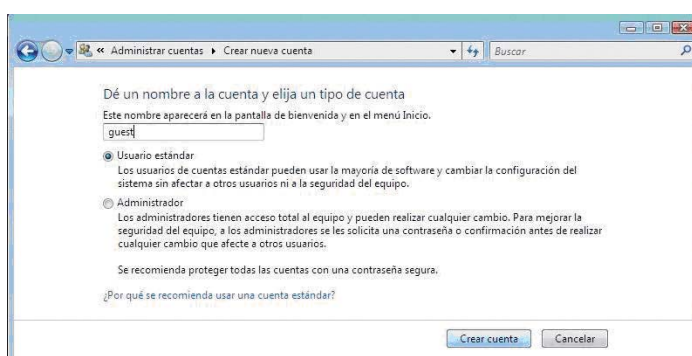 « Administrar cuentas ▸ Crear nueva cuenta
Buscar
Dé un nombre a la cuenta y elija un tipo de cuenta
Este nombre aparecerá en la pantalla de bienvenida y en el menú Inicio.
guest
Usuario estándar
Los usuarios de cuentas estándar pueden usar la mayoría de software y cambiar la configuración del
sistema sin afectar a otros usuarios ni a la seguridad del equipo.
Administrador
Los administradores tienen acceso total al equipo y pueden realizar cualquier cambio. Para mejorar la
seguridad del equipo, a los administradores se les solicita una contraseña o confirmación antes de realizar
cualquier cambio que afecte a otros usuarios.
Se recomienda proteger todas las cuentas con una contraseña segura.
¿Por qué se recomienda usar una cuenta estándar?
Crear cuenta
Cancelar